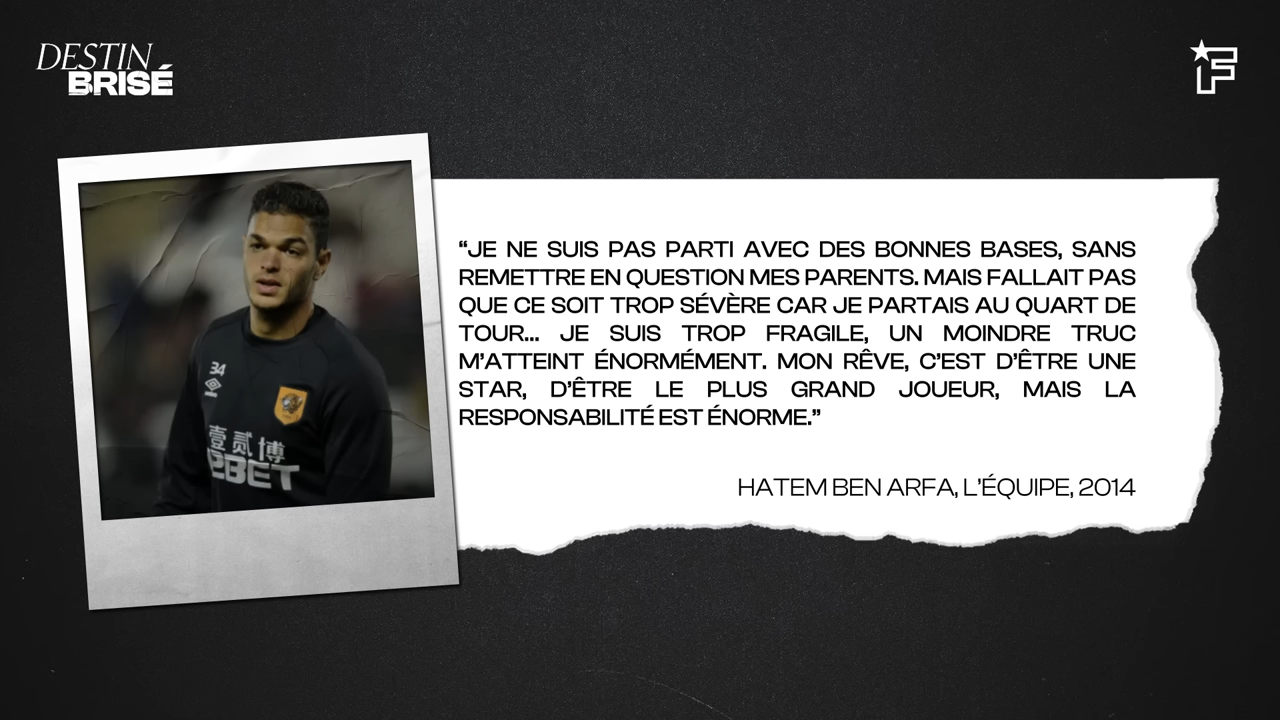 DESTIN
BRISÉ
F
“JE NE SUIS PAS PARTI AVEC DES BONNES BASES, SANS
REMETTRE EN QUESTION MES PARENTS. MAIS FALLAIT PAS
QUE CE SOIT TROP SÉVÈRE CAR JE PARTAIS AU QUART DE
TOUR... JE SUIS TROP FRAGILE, UN MOINDRE TRUC
M’ATTEINT ÉNORMÉMENT. MON RÊVE, C’EST D’ÊTRE UNE
STAR, D’ÊTRE LE PLUS GRAND JOUEUR, MAIS LA
RESPONSABILITÉ EST ÉNORME.”
HATEM BEN ARFA, L’ÉQUIPE, 2014
34
壹贰博
12BET